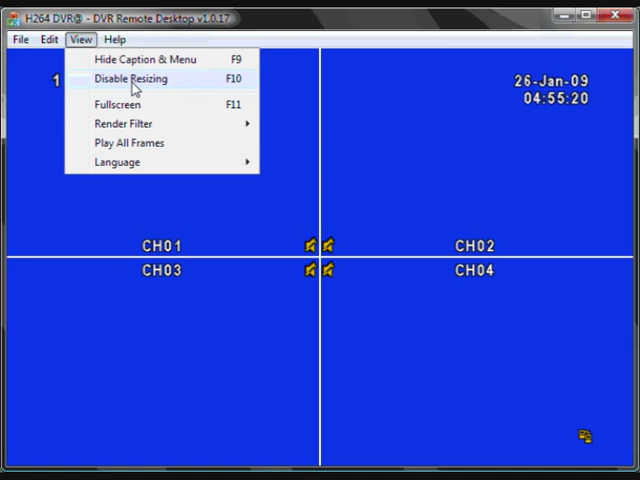 H264 DVR@ - DVR Remote Desktop v1.0.17
File Edit View Help
Hide Caption & Menu F9
Disable Resizing F10
Fullscreen F11
Render Filter
Play All Frames
Language
1
26-Jan-09
04:55:20
CH01
CH02
CH03
CH04